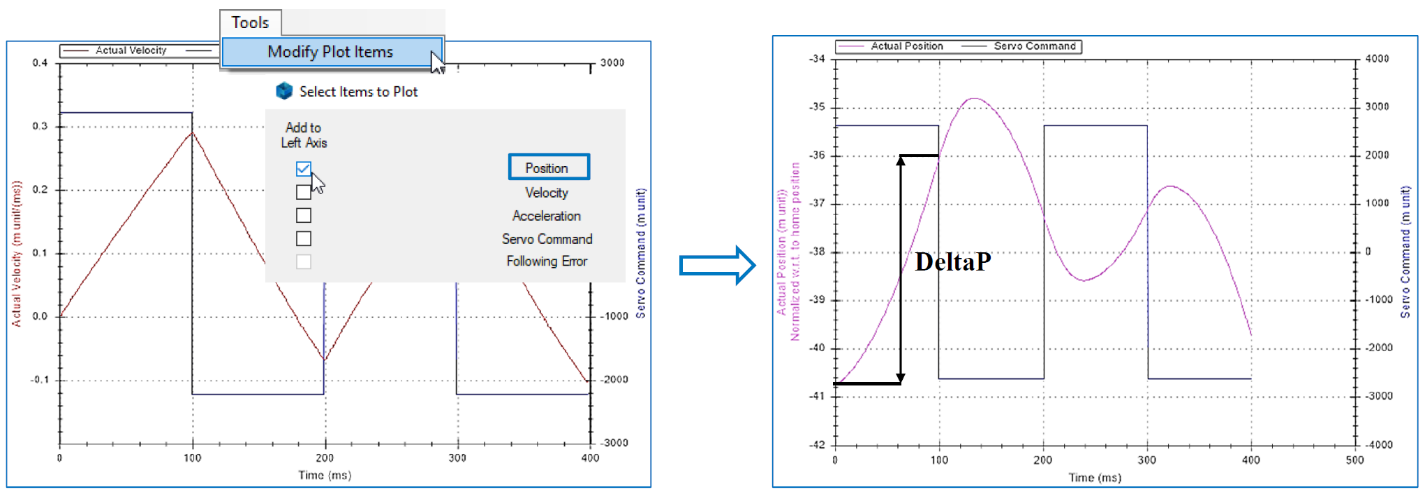 Tools
Modify Plot Items
Actual Velocity
Select Items to Plot
Add to
Left Axis
Position
Velocity
Acceleration
Servo Command
Following Error
0.4
0.3
0.2
0.1
0.0
-0.1
3000
-1000
-2000
-3000
0
100
200
300
400
Time (ms)
Actual Velocity (m unit/(ms))
Servo Command (m unit)
Actual Position
Servo Command
-34
-35
-36
-37
-38
-39
-40
-41
-42
4000
3000
2000
1000
0
-1000
-2000
-3000
-4000
0
100
200
300
400
500
Time (ms)
Actual Position (m unit))
Normalized w.r.t. to home position
Servo Command (m unit)
DeltaP